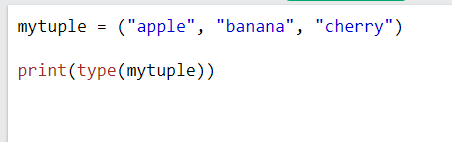 mytuple = ("apple", "banana", "cherry")
print(type(mytuple))